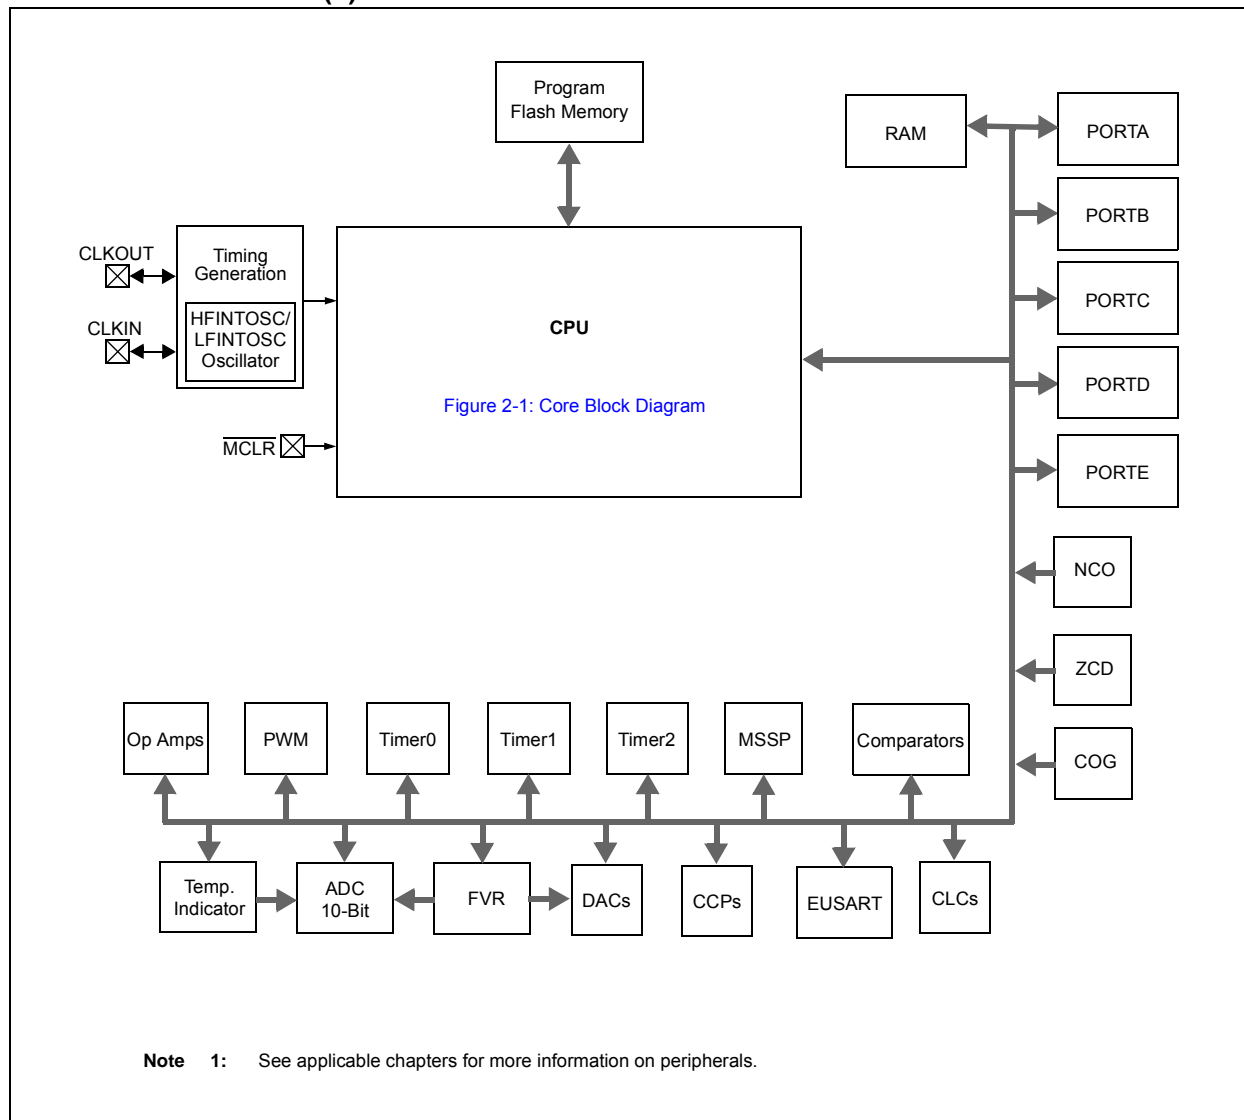 Program
Flash Memory
RAM
PORTA
PORTB
CLKOUT
Timing
Generation
PORTC
HFINTOSC/
LFINTOSC
Oscillator
CLKIN
CPU
PORTD
Figure 2-1: Core Block Diagram
MCLR
PORTE
NCO
ZCD
Op Amps
PWM
Timer0
Timer1
Timer2
MSSP
Comparators
COG
Temp.
Indicator
ADC
10-Bit
FVR
DACs
CCPs
EUSART
CLCs
Note 1: See applicable chapters for more information on peripherals.